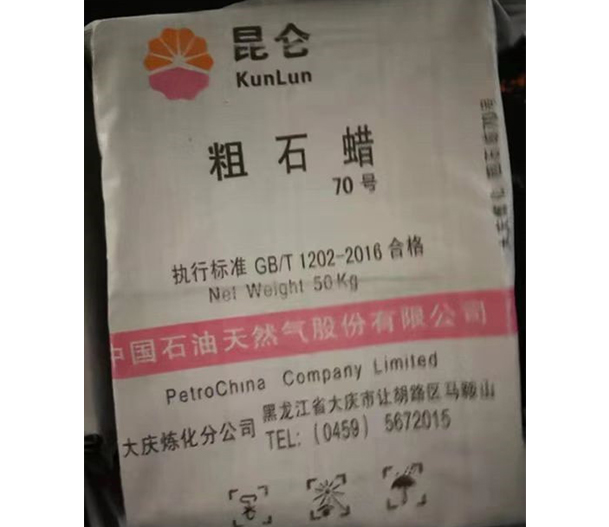 昆仑
KunLun
粗石蜡
70号
执行标准 GB/T 1202-2016 合格
Net Weight 50Kg
中国石油天然气股份有限公司
PetroChina Company Limited
大庆炼化分公司
黑龙江省大庆市让胡路区马鞍山
TEL: (0459) 5672015